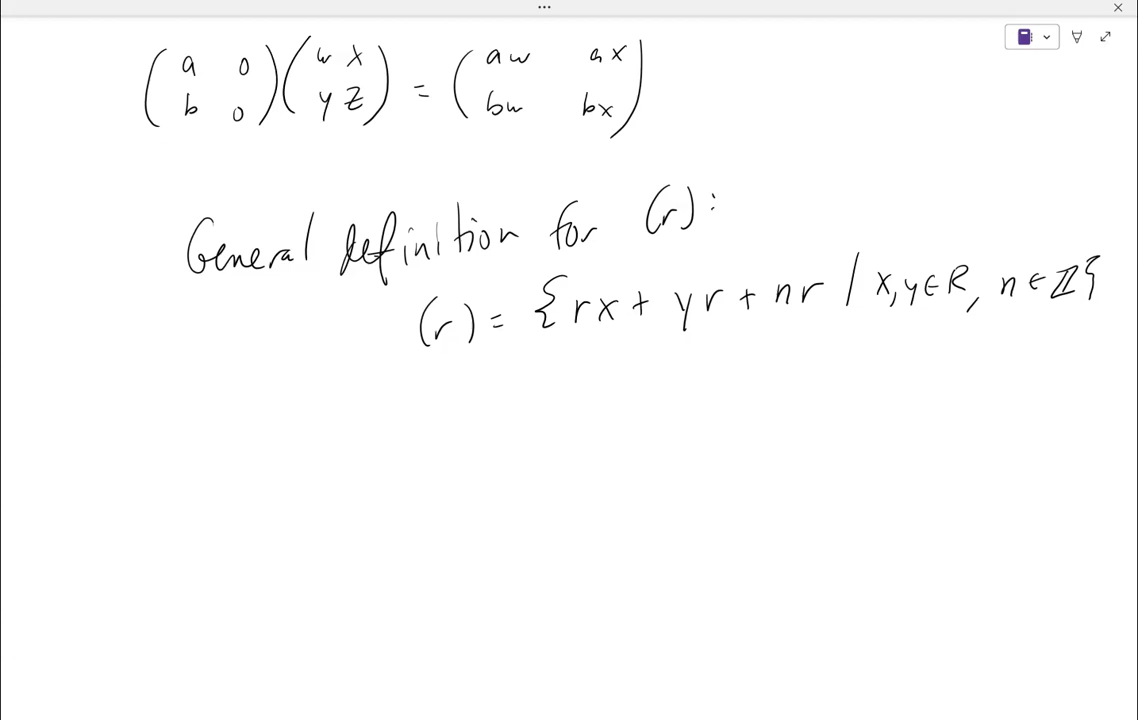 (a 0) (w x) = (aw ax)
(b 0) (y z) (bw bx)
General definition for (r):
(r) = {rx + yr + nr / x,y∈R, n∈ℤ}